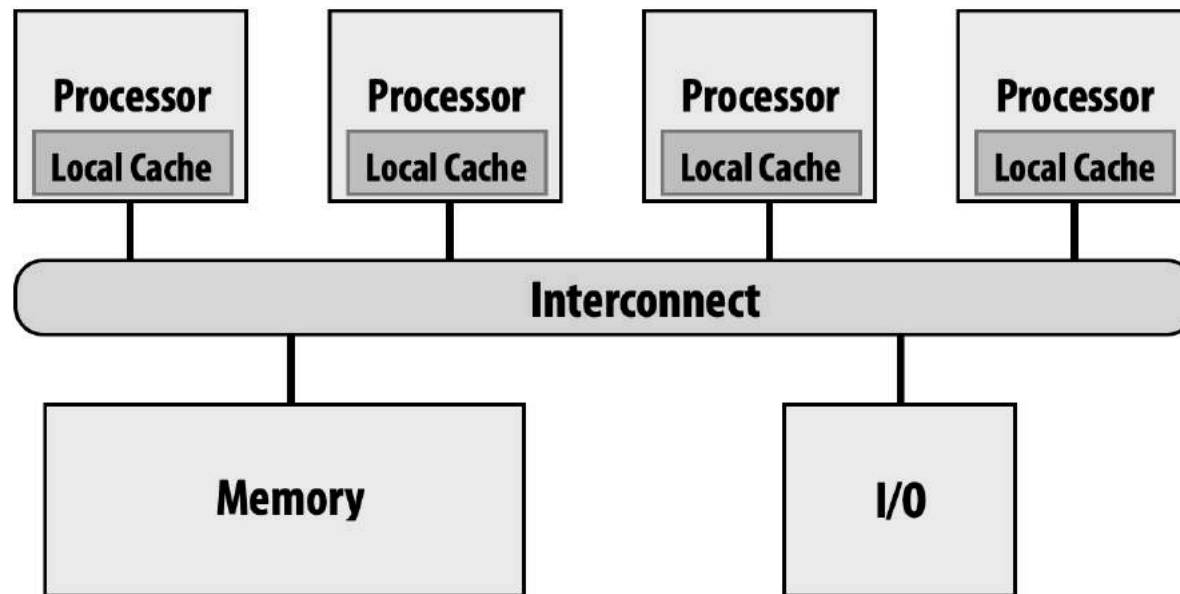 Processor
Local Cache
Processor
Local Cache
Processor
Local Cache
Processor
Local Cache
Interconnect
Memory
I/O